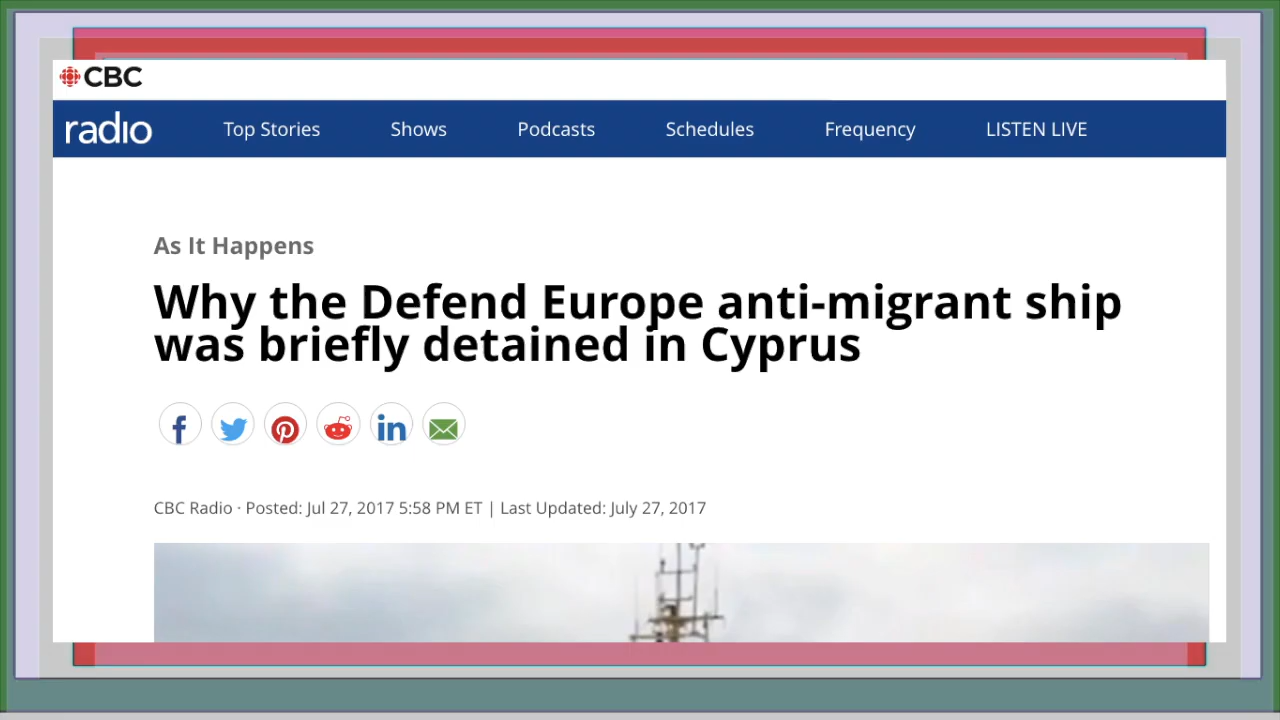 CBC
radio Top Stories Shows Podcasts Schedules Frequency LISTEN LIVE
As It Happens
Why the Defend Europe anti-migrant ship
was briefly detained in Cyprus
CBC Radio · Posted: Jul 27, 2017 5:58 PM ET | Last Updated: July 27, 2017